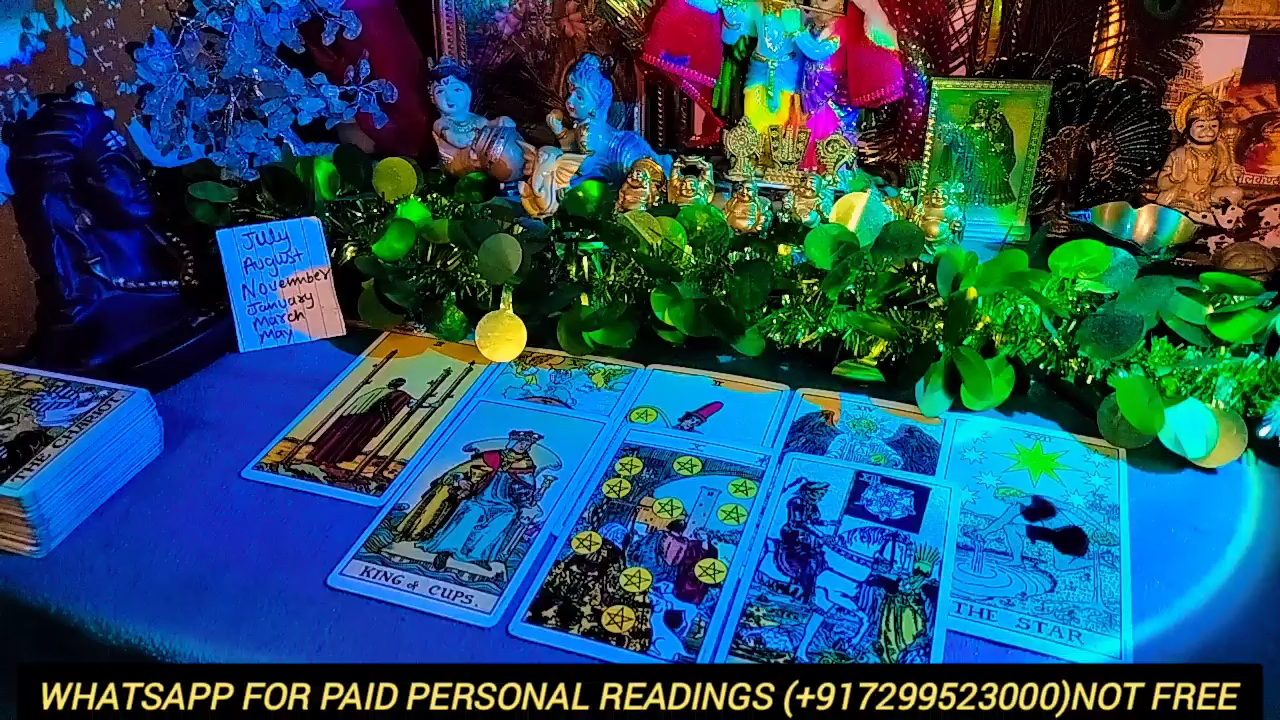 July
August
November
January
March
May
THE CHARIOT.
KING of CUPS.
X
XIV
THE STAR
WHATSAPP FOR PAID PERSONAL READINGS (+917299523000)NOT FREE